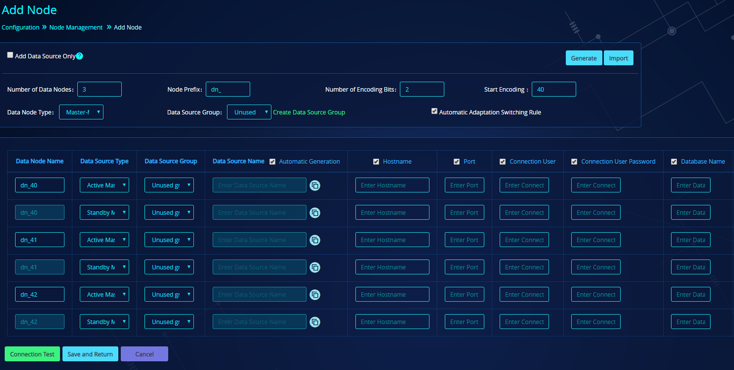 Add Node
Configuration » Node Management » Add Node
Add Data Source Only ?
Generate Import
Number of Data Nodes: 3 Node Prefix: dn_ Number of Encoding Bits: 2 Start Encoding : 40
Data Node Type: Master-M Data Source Group: Unused Create Data Source Group Automatic Adaptation Switching Rule
Data Node Name Data Source Type Data Source Group Data Source Name Automatic Generation Hostname Port Connection User Connection User Password Database Name
dn_40 Active Mas Unused gr Enter Data Source Name Enter Hostname Enter Port Enter Connect Enter Connect Enter Data
dn_40 Standby M Unused gr Enter Data Source Name Enter Hostname Enter Port Enter Connect Enter Connect Enter Data
dn_41 Active Mas Unused gr Enter Data Source Name Enter Hostname Enter Port Enter Connect Enter Connect Enter Data
dn_41 Standby M Unused gr Enter Data Source Name Enter Hostname Enter Port Enter Connect Enter Connect Enter Data
dn_42 Active Mas Unused gr Enter Data Source Name Enter Hostname Enter Port Enter Connect Enter Connect Enter Data
dn_42 Standby M Unused gr Enter Data Source Name Enter Hostname Enter Port Enter Connect Enter Connect Enter Data
Connection Test Save and Return Cancel